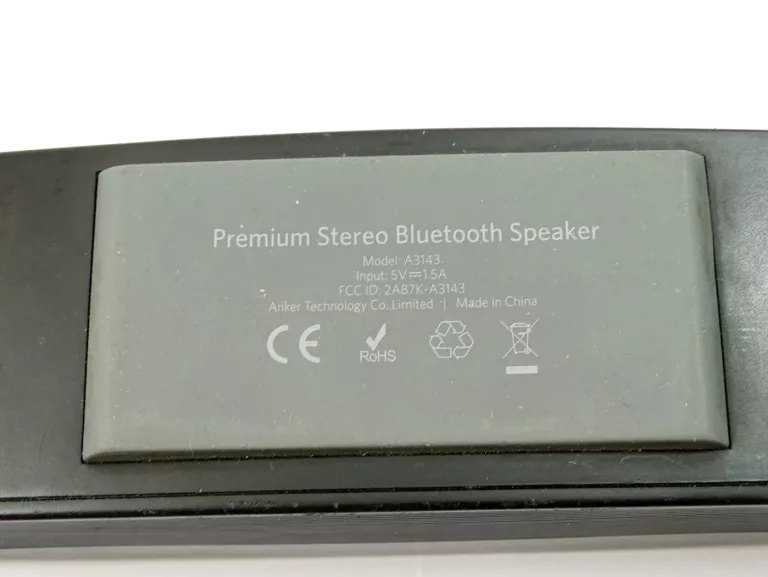 Premium Stereo Bluetooth Speaker
Model: A3143
Input: 5V⎓1.5A
FCC ID: 2AB7K-A3143
Anker Technology Co. Limited | Made in China
CE RoHS